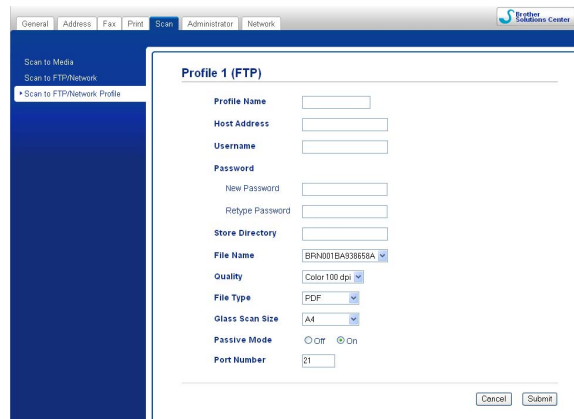 General Address Fax Print Scan Administrator Network
Brother
Solutions Center
Scan to Media
Scan to FTP/Network
Scan to FTP/Network Profile
Profile 1 (FTP)
Profile Name
Host Address
Username
Password
New Password
Retype Password
Store Directory
File Name BRN001BA938658A
Quality Color 100 dpi
File Type PDF
Glass Scan Size A4
Passive Mode Off On
Port Number 21
Cancel Submit